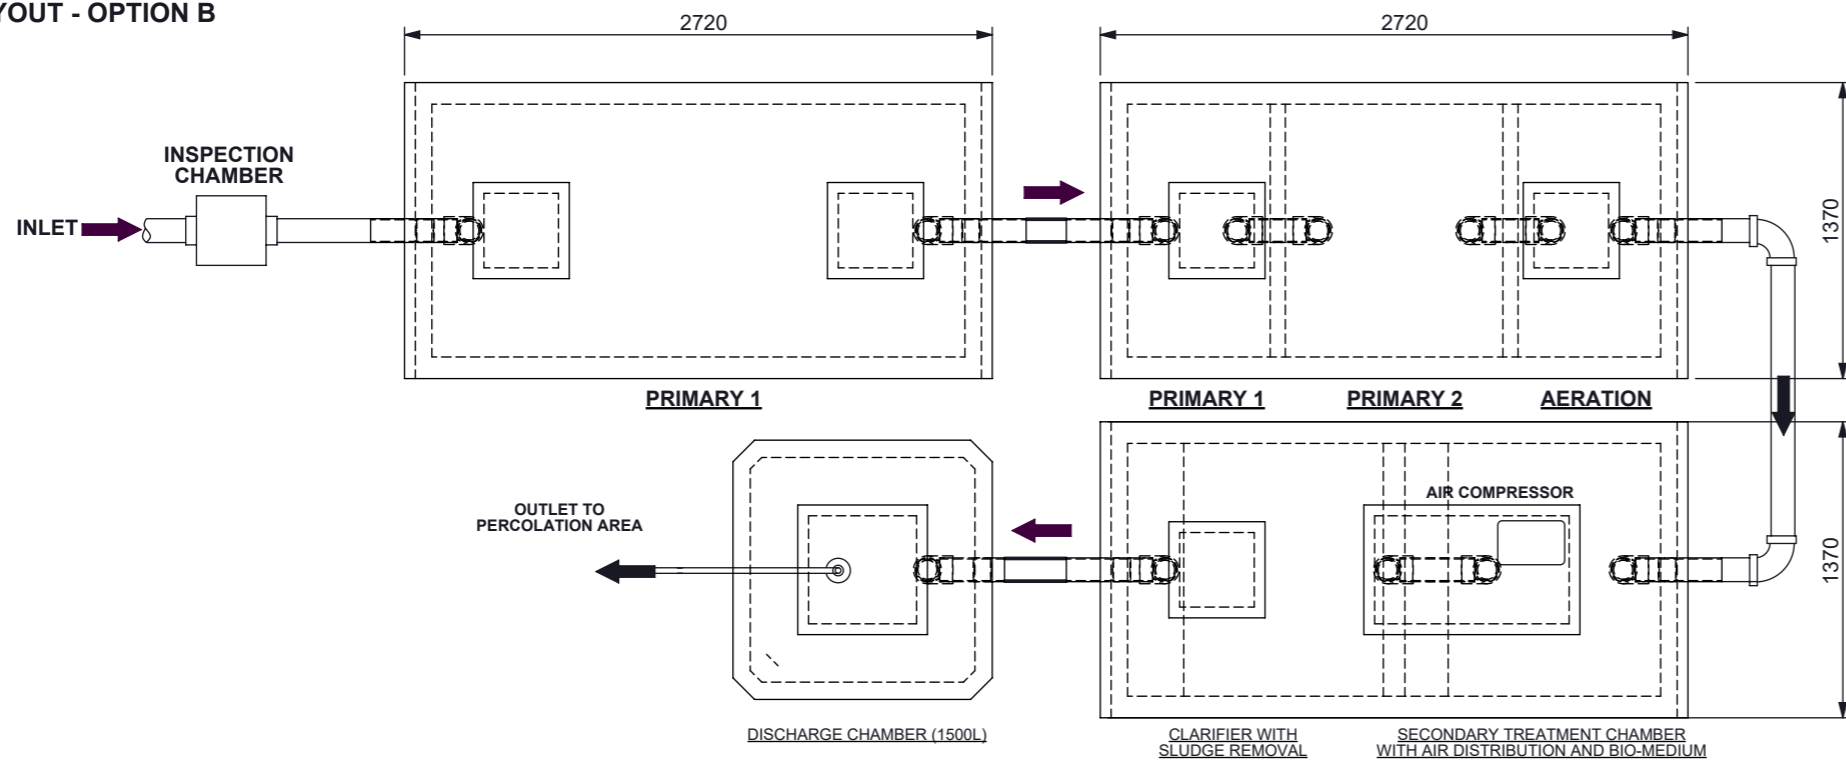 YOUT - OPTION B
2720
2720
INSPECTION
CHAMBER
INLET
1370
PRIMARY 1
PRIMARY 1
PRIMARY 2
AERATION
AIR COMPRESSOR
OUTLET TO
PERCOLATION AREA
1370
DISCHARGE CHAMBER (1500L)
CLARIFIER WITH
SLUDGE REMOVAL
SECONDARY TREATMENT CHAMBER
WITH AIR DISTRIBUTION AND BIO-MEDIUM